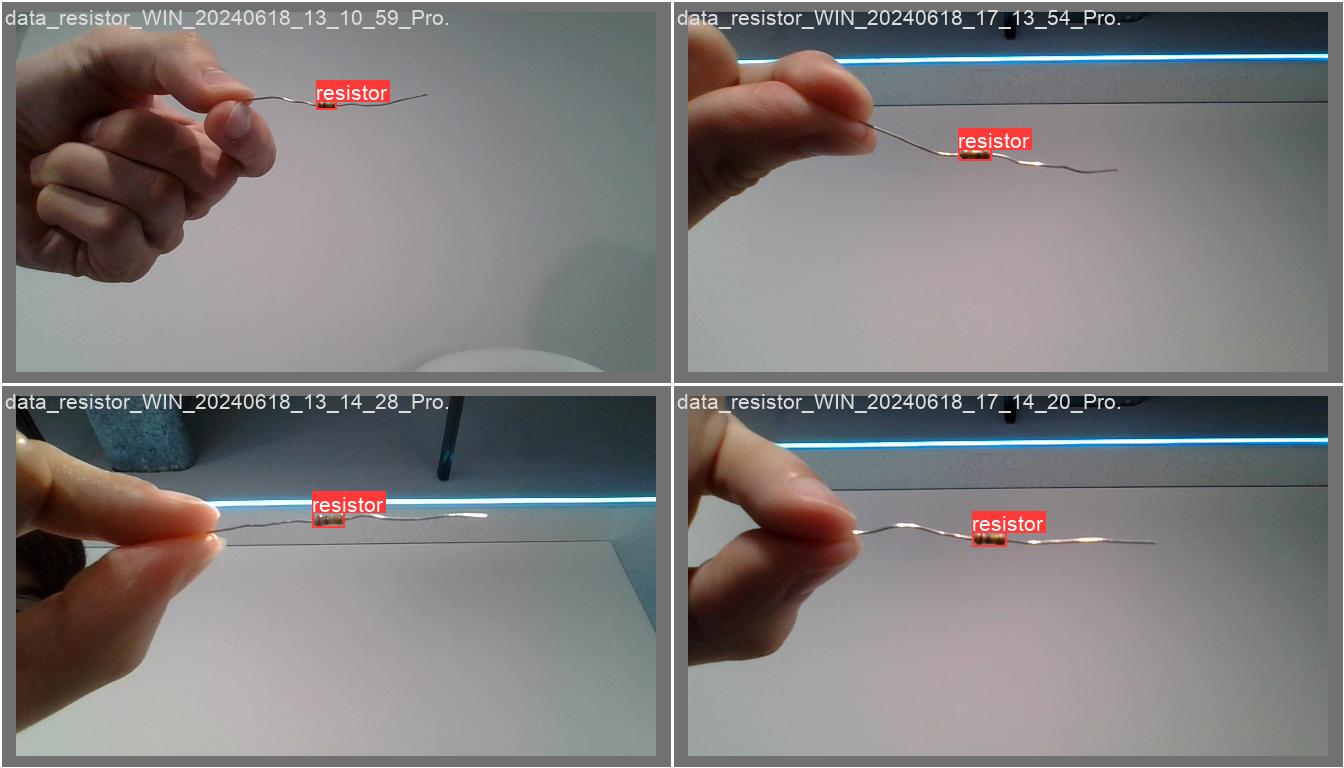 data_resistor_WIN_20240618_13_10_59_Pro.
resistor
data_resistor_WIN_20240618_17_13_54_Pro.
resistor
data_resistor_WIN_20240618_13_14_28_Pro.
resistor
data_resistor_WIN_20240618_17_14_20_Pro.
resistor